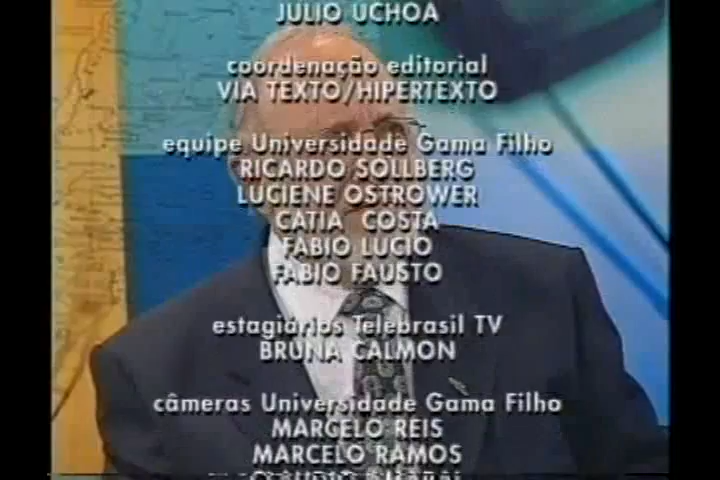 JULIO UCHOA
coordenação editorial
VIA TEXTO/HIPERTEXTO
equipe Universidade Gama Filho
RICARDO SOLLBERG
LUCIENE OSTROWER
CATIA COSTA
FABIO LUCIO
FABIO FAUSTO
estagiários Telebrasil TV
BRUNA CALMON
câmeras Universidade Gama Filho
MARCELO REIS
MARCELO RAMOS